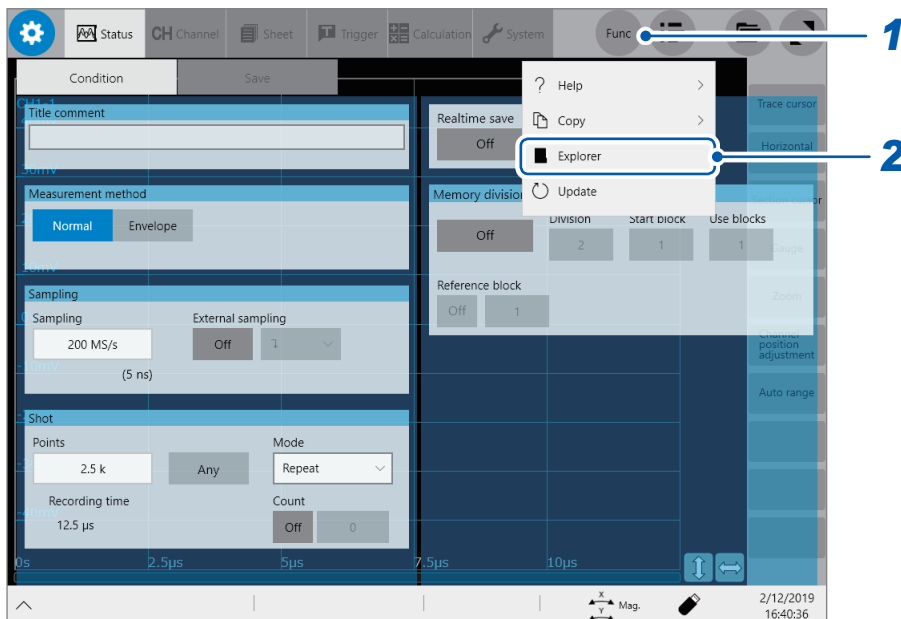 Status CH Channel Sheet Trigger Calculation System Func 1
Condition Save
? Help >
Copy >
Explorer 2
Update
CH1-1
Title comment
Realtime save
Off
Trace cursor
Horizontal
Measurement method
Normal Envelope
Memory division
Off
Division Start block Use blocks
2 1 1
Gauge
Reference block
Off 1
Zoom
Sampling
Sampling External sampling
200 MS/s Off
(5 ns)
Channel
position
adjustment
Auto range
Shot
Points Mode
2.5 k Any Repeat
Recording time Count
12.5 µs Off 0
0s 2.5µs 5µs 7.5µs 10µs
X
Y
Mag.
2/12/2019
16:40:36